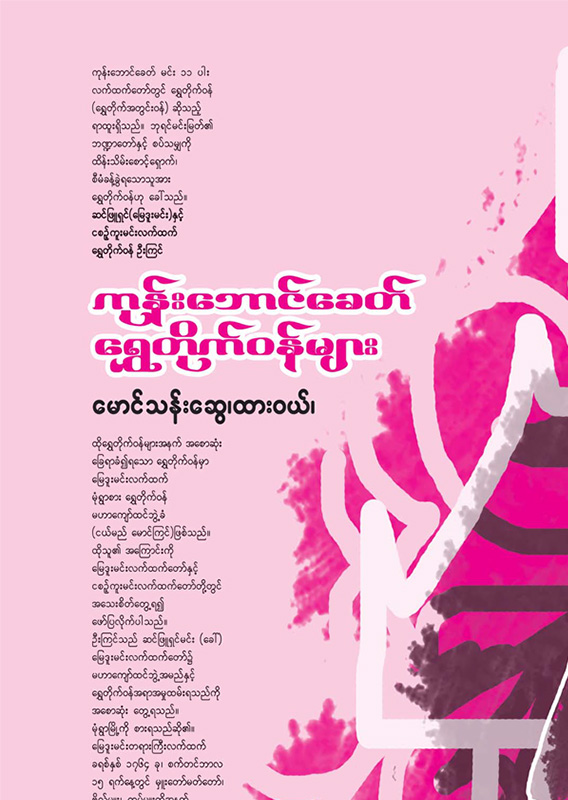 ကုန်းဘောင်ခေတ် မင်း ၁၁ ပါး
လက်ထက်တော်တွင် ရွှေတိုက်ဝန်
(ရွှေတိုက်အတွင်းဝန်) ဆိုသည့်
ရာထူးရှိသည်။ ဘုရင်မင်းမြတ်၏
ဘဏ္ဍာတော်နှင့် စပ်သမျှကို
ထိန်းသိမ်းစောင့်ရှောက်၊
စီမံခန့်ခွဲရသောသူအား
ရွှေတိုက်ဝန်ဟု ခေါ်သည်။
ဆင်ဖြူရှင်(မြေဒူးမင်း)နှင့်
ငစဥ့်ကူးမင်းလက်ထက်
ရွှေတိုက်ဝန် ဦးကြင်
ကုန်းဘောင်ခေတ်
ရွှေတိုက်ဝန်များ
မောင်သန်းဆွေ၊ထားဝယ်၊
ထိုရွှေတိုက်ဝန်များအနက် အစောဆုံး
ခြေရာခံ၍ရသော ရွှေတိုက်ဝန်မှာ
မြေဒူးမင်းလက်ထက်
မုံရွာစား ရွှေတိုက်ဝန်
မဟာကျော်ထင်ဘွဲ့ခံ
(ငယ်မည် မောင်ကြင်)ဖြစ်သည်။
ထိုသူ၏ အကြောင်းကို
မြေဒူးမင်းလက်ထက်တော်နှင့်
ငစဥ့်ကူးမင်းလက်ထက်တော်တို့တွင်
အသေးစိတ်တွေ့ရ၍
ဖော်ပြလိုက်ပါသည်။
ဦးကြင်သည် ဆင်ဖြူရှင်မင်း (ခေါ်)
မြေဒူးမင်းလက်ထက်တော်၌
မဟာကျော်ထင်ဘွဲ့အမည်နှင့်
ရွှေတိုက်ဝန်အရာအမှုထမ်းရသည်ကို
အစောဆုံး တွေ့ရသည်။
မုံရွာမြို့ကို စားရသည်ဆို၏။
မြေဒူးမင်းတရားကြီးလက်ထက်
ခရစ်နှစ် ၁၇၆၄ ခု၊ စက်တင်ဘာလ
၁၅ ရက်နေ့တွင် မှူးတော်မတ်တော်၊